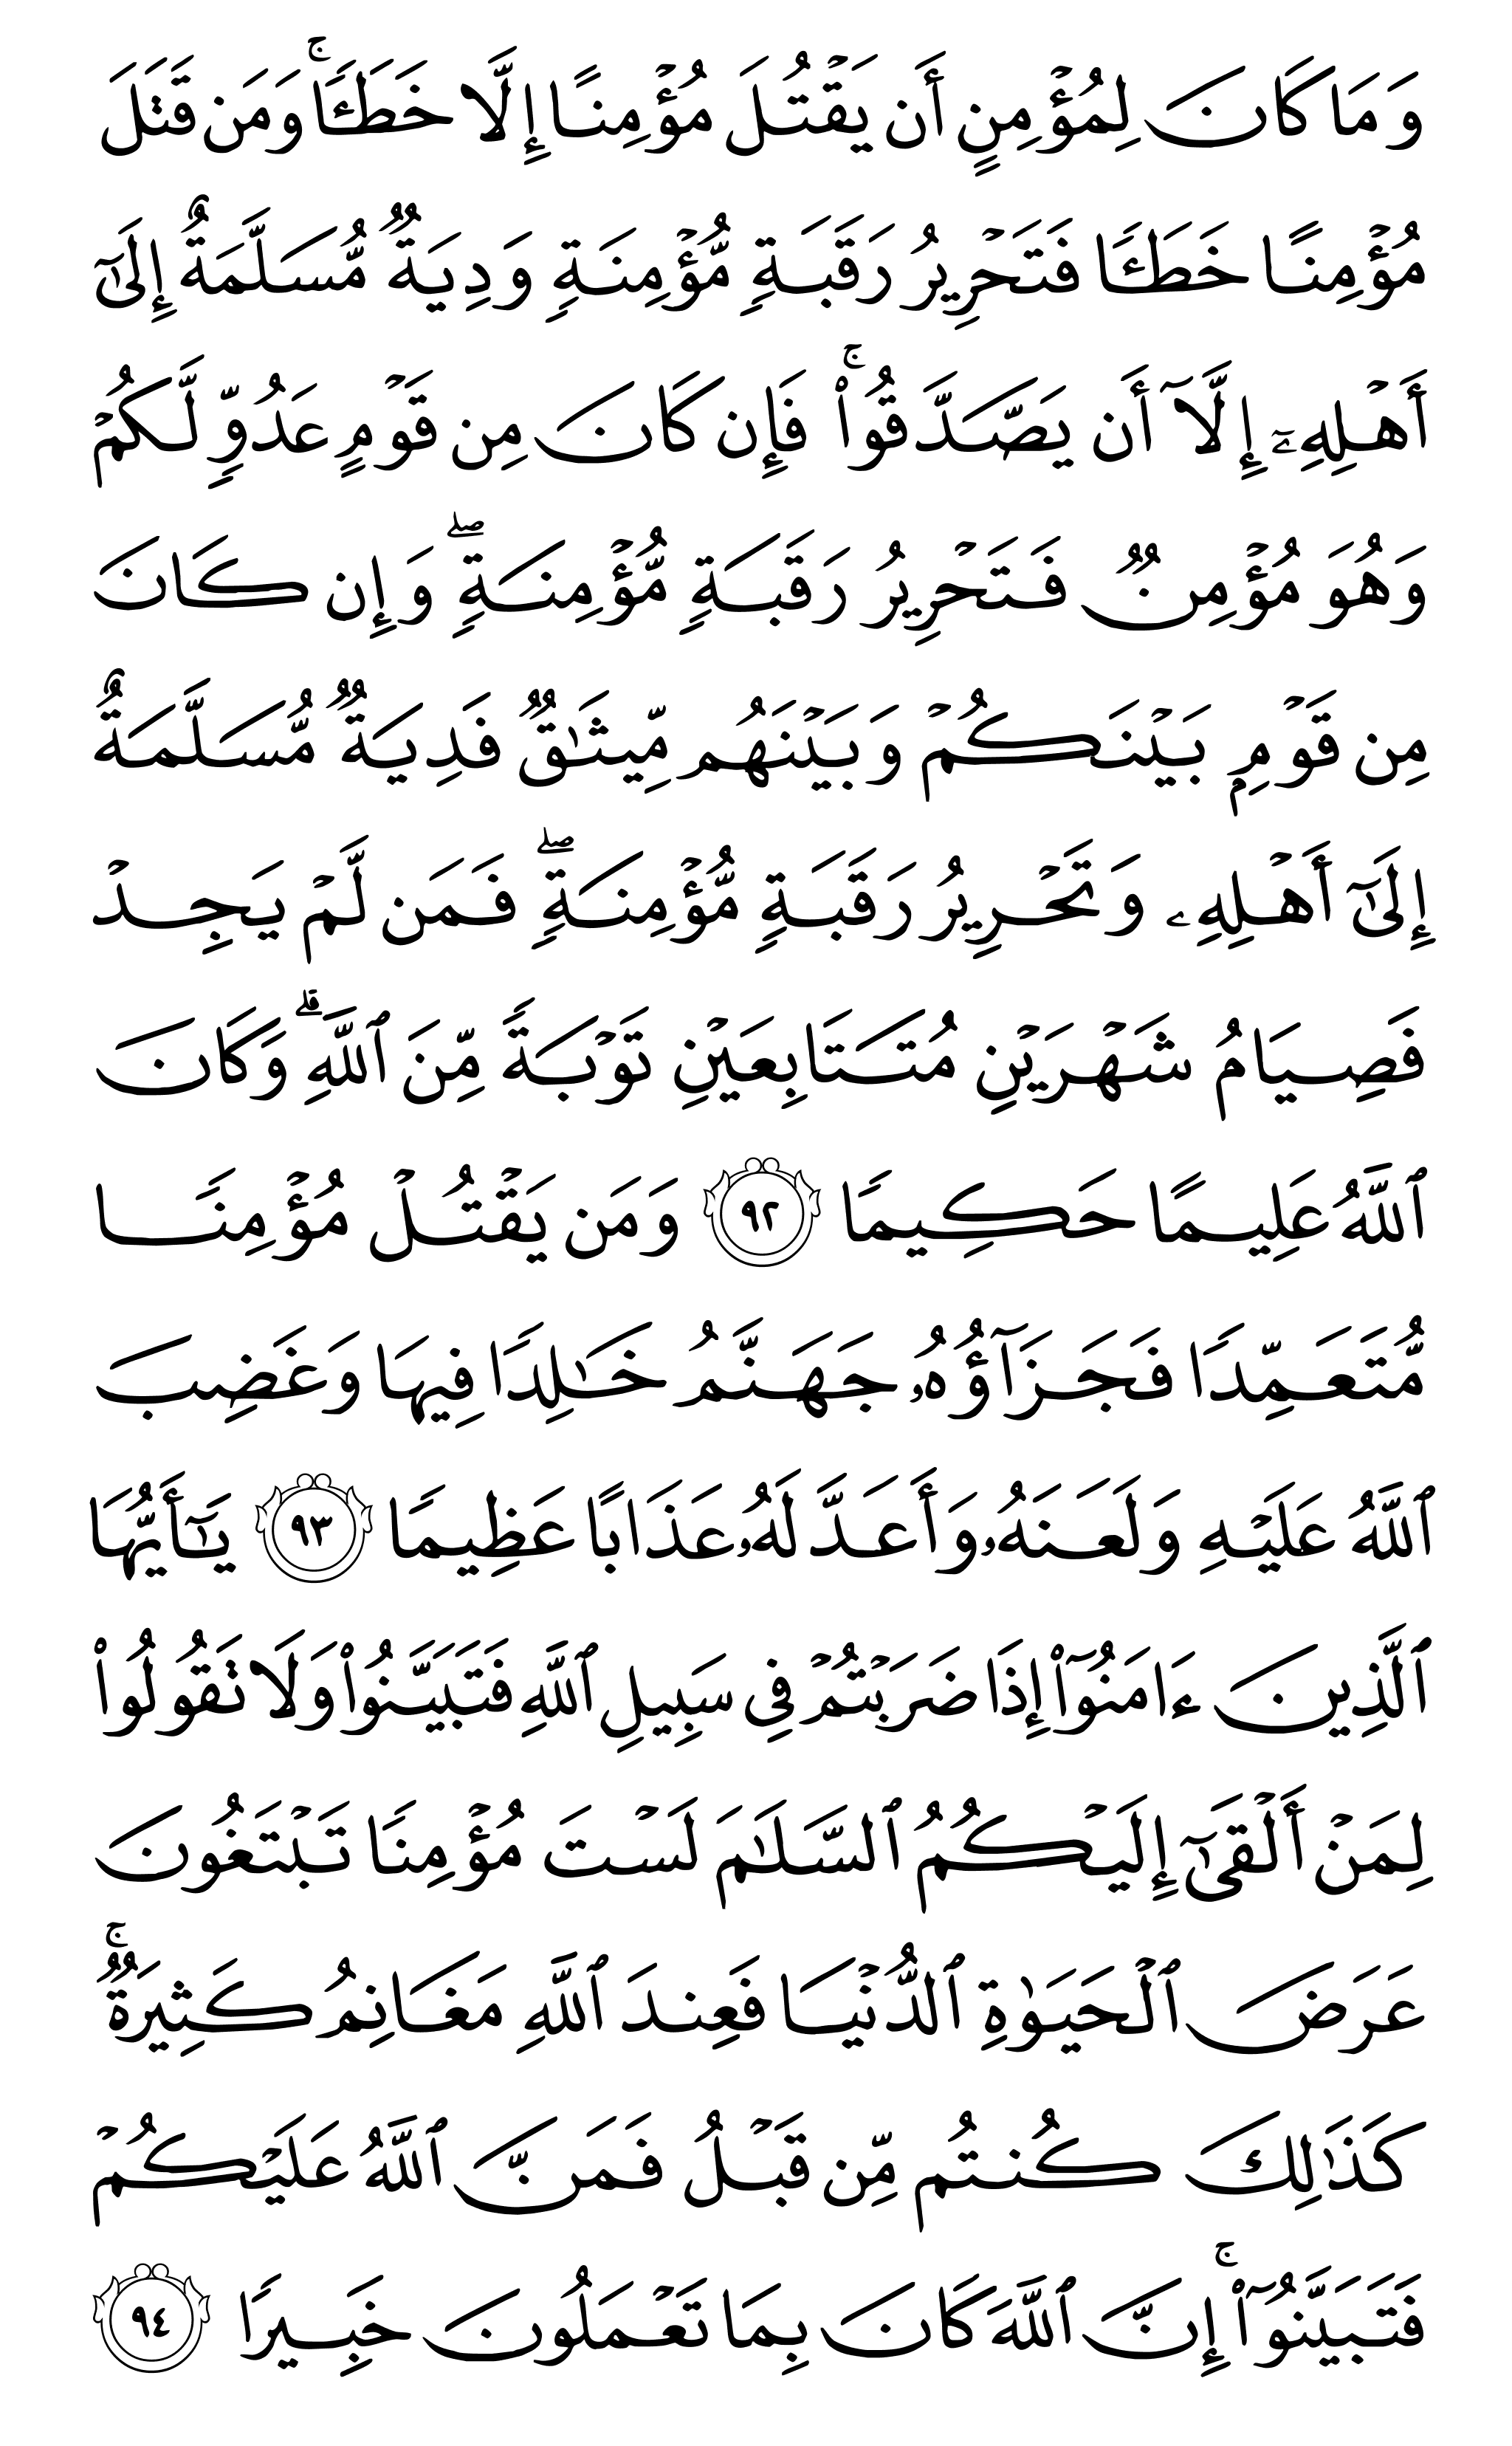 وَمَا كَانَ لِمُؤْمِنٍ أَن يَقْتُلَ مُؤْمِنًا إِلَّا خَطَـًٔا ۚ وَمَن قَتَلَ
مُؤْمِنًا خَطَـًٔا فَتَحْرِيرُ رَقَبَةٍ مُّؤْمِنَةٍ وَدِيَةٌ مُّسَلَّمَةٌ إِلَىٰٓ
أَهْلِهِۦٓ إِلَّآ أَن يَصَّدَّقُوا۟ ۚ فَإِن كَانَ مِن قَوْمٍ عَدُوٍّ لَّكُمْ
وَهُوَ مُؤْمِنٌ فَتَحْرِيرُ رَقَبَةٍ مُّؤْمِنَةٍ ۖ وَإِن كَانَ
مِن قَوْمٍۭ بَيْنَكُمْ وَبَيْنَهُم مِّيثَـٰقٌ فَدِيَةٌ مُّسَلَّمَةٌ
إِلَىٰٓ أَهْلِهِۦ وَتَحْرِيرُ رَقَبَةٍ مُّؤْمِنَةٍ ۖ فَمَن لَّمْ يَجِدْ
فَصِيَامُ شَهْرَيْنِ مُتَتَابِعَيْنِ تَوْبَةً مِّنَ ٱللَّهِ ۗ وَكَانَ
ٱللَّهُ عَلِيمًا حَكِيمًا ٩٢ وَمَن يَقْتُلْ مُؤْمِنًا
مُّتَعَمِّدًا فَجَزَآؤُهُۥ جَهَنَّمُ خَـٰلِدًا فِيهَا وَغَضِبَ
ٱللَّهُ عَلَيْهِ وَلَعَنَهُۥ وَأَعَدَّ لَهُۥ عَذَابًا عَظِيمًا ٩٣ يَـٰٓأَيُّهَا
ٱلَّذِينَ ءَامَنُوٓا۟ إِذَا ضَرَبْتُمْ فِى سَبِيلِ ٱللَّهِ فَتَبَيَّنُوا۟ وَلَا تَقُولُوا۟
لِمَنْ أَلْقَىٰٓ إِلَيْكُمُ ٱلسَّلَـٰمَ لَسْتَ مُؤْمِنًا تَبْتَغُونَ
عَرَضَ ٱلْحَيَوٰةِ ٱلدُّنْيَا فَعِندَ ٱللَّهِ مَغَانِمُ كَثِيرَةٌ ۚ
كَذَٰلِكَ كُنتُم مِّن قَبْلُ فَمَنَّ ٱللَّهُ عَلَيْكُمْ
فَتَبَيَّنُوٓا۟ ۚ إِنَّ ٱللَّهَ كَانَ بِمَا تَعْمَلُونَ خَبِيرًا ٩٤